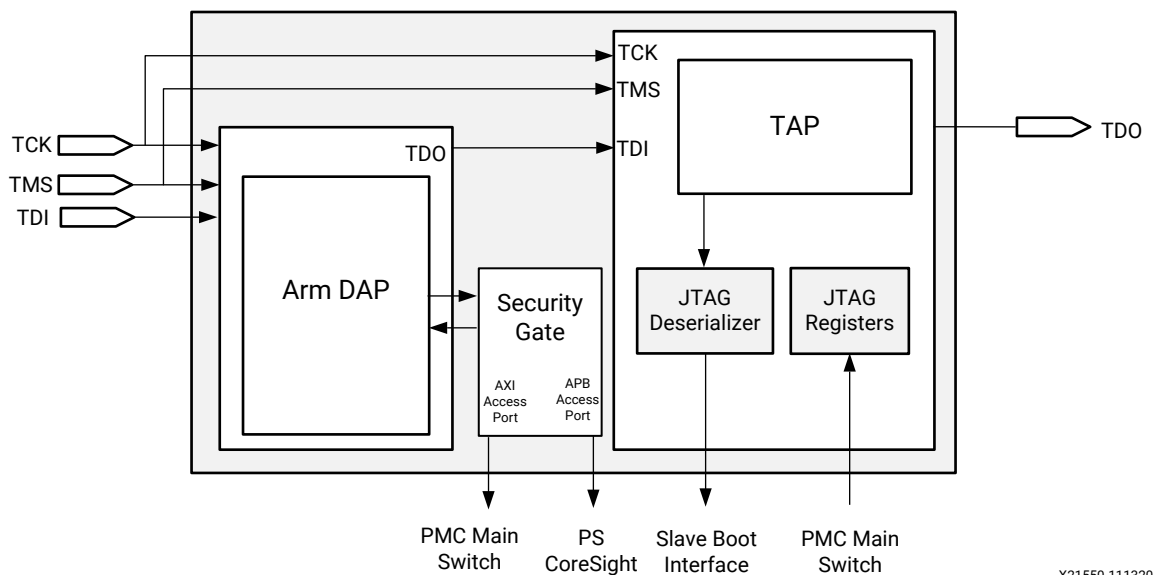 TCK
TMS
TDI
TDO
Arm DAP
Security
Gate
AXI
Access
Port
APB
Access
Port
TCK
TMS
TDI
TAP
JTAG
Deserializer
JTAG
Registers
TDO
PMC Main
Switch
PS
CoreSight
Slave Boot
Interface
PMC Main
Switch